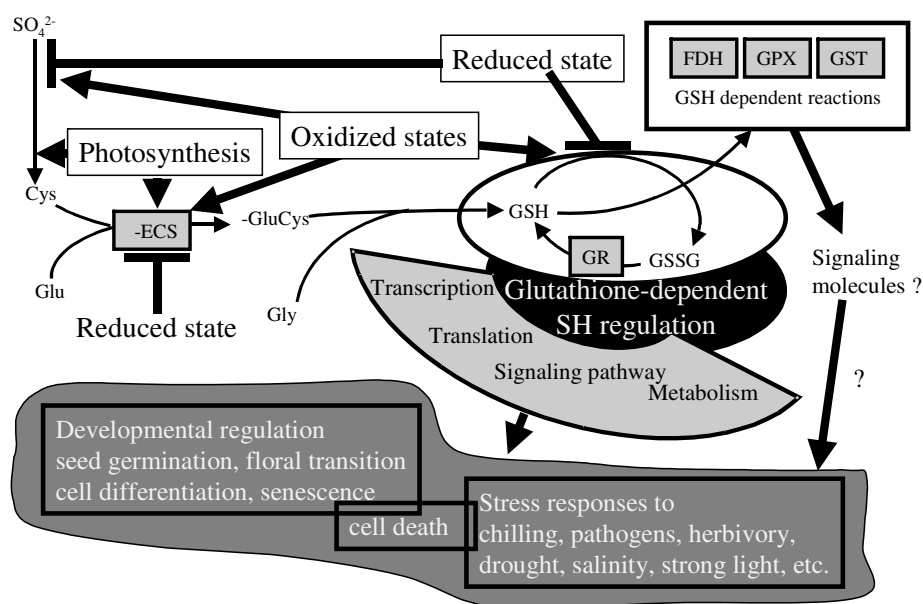 SO₄²⁻
Reduced state
FDH GPX GST
GSH dependent reactions
Oxidized states
Photosynthesis
Cys
-ECS
-GluCys
GSH
GR
GSSG
Glu
Gly
Reduced state
Signaling
molecules ?
?
Transcription
Translation
Signaling pathway
Metabolism
Glutathione-dependent
SH regulation
Developmental regulation
seed germination, floral transition
cell differentiation, senescence
cell death
Stress responses to
chilling, pathogens, herbivory,
drought, salinity, strong light, etc.